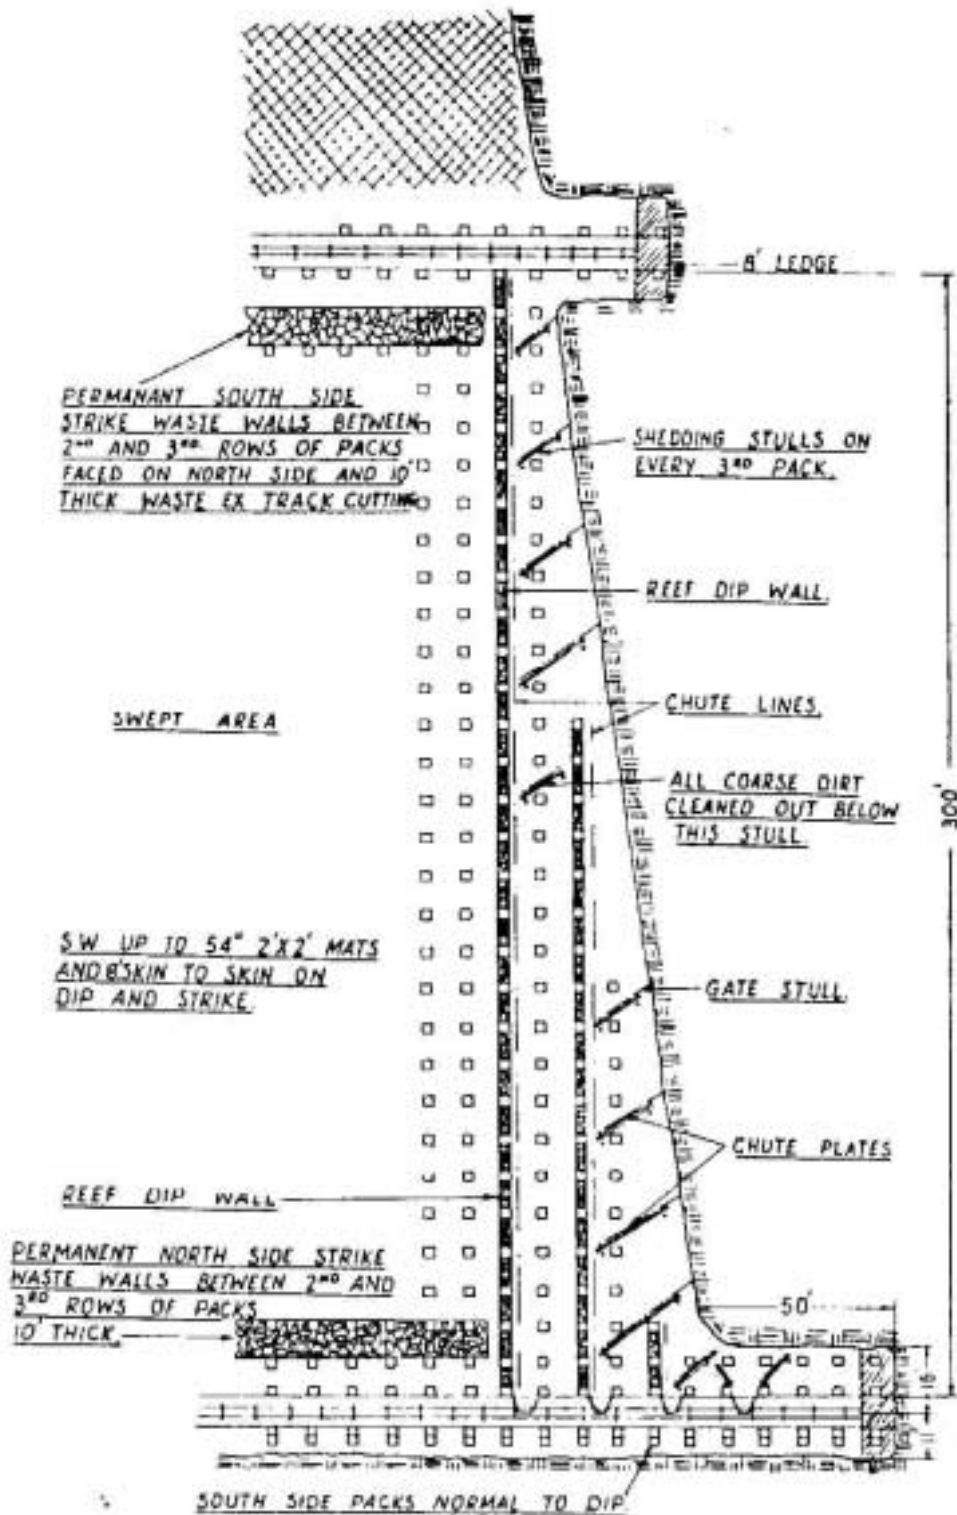 8' LEDGE
PERMANANT SOUTH SIDE
STRIKE WASTE WALLS BETWEEN
2ND AND 3RD ROWS OF PACKS
FACED ON NORTH SIDE AND 10'
THICK WASTE EX TRACK CUTTING
SHEDDING STULLS ON
EVERY 3RD PACK.
REEF DIP WALL.
CHUTE LINES.
SWEPT AREA
ALL COARSE DIRT
CLEANED OUT BELOW
THIS STULL.
300'
S.W. UP TO 54" 2'X2' MATS
AND 8' SKIN TO SKIN ON
DIP AND STRIKE.
GATE STULL.
CHUTE PLATES
REEF DIP WALL
PERMANENT NORTH SIDE STRIKE
WASTE WALLS BETWEEN 2ND AND
3RD ROWS OF PACKS
10' THICK.
50'
SOUTH SIDE PACKS NORMAL TO DIP.